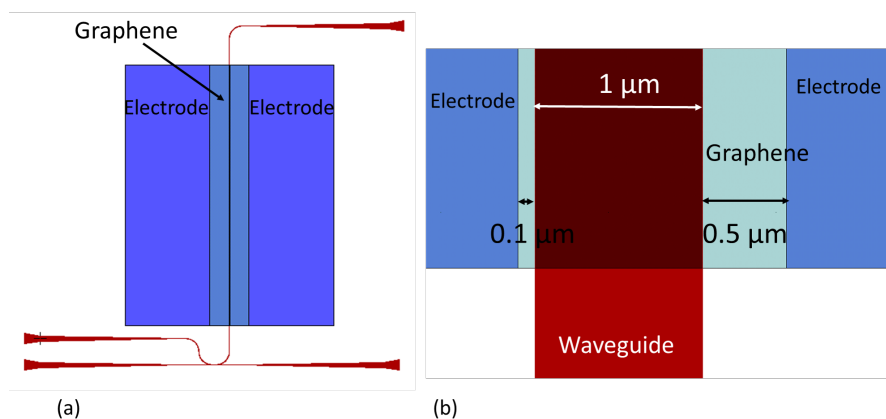 Graphene
Electrode
Electrode
(a)
1 μm
Electrode
Electrode
Graphene
0.1 μm
0.5 μm
Waveguide
(b)